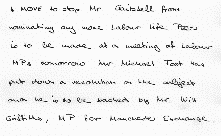 A MOVE to stop Mr Gaitskell from
nominating any more Labour life Peers
is to be made at a meeting of Labour
MPs tomorrow. Mr Michael Foot has
put down a resolution on the subject
and he is to be backed by Mr Will
Griffiths, MP for Manchester Exchange.